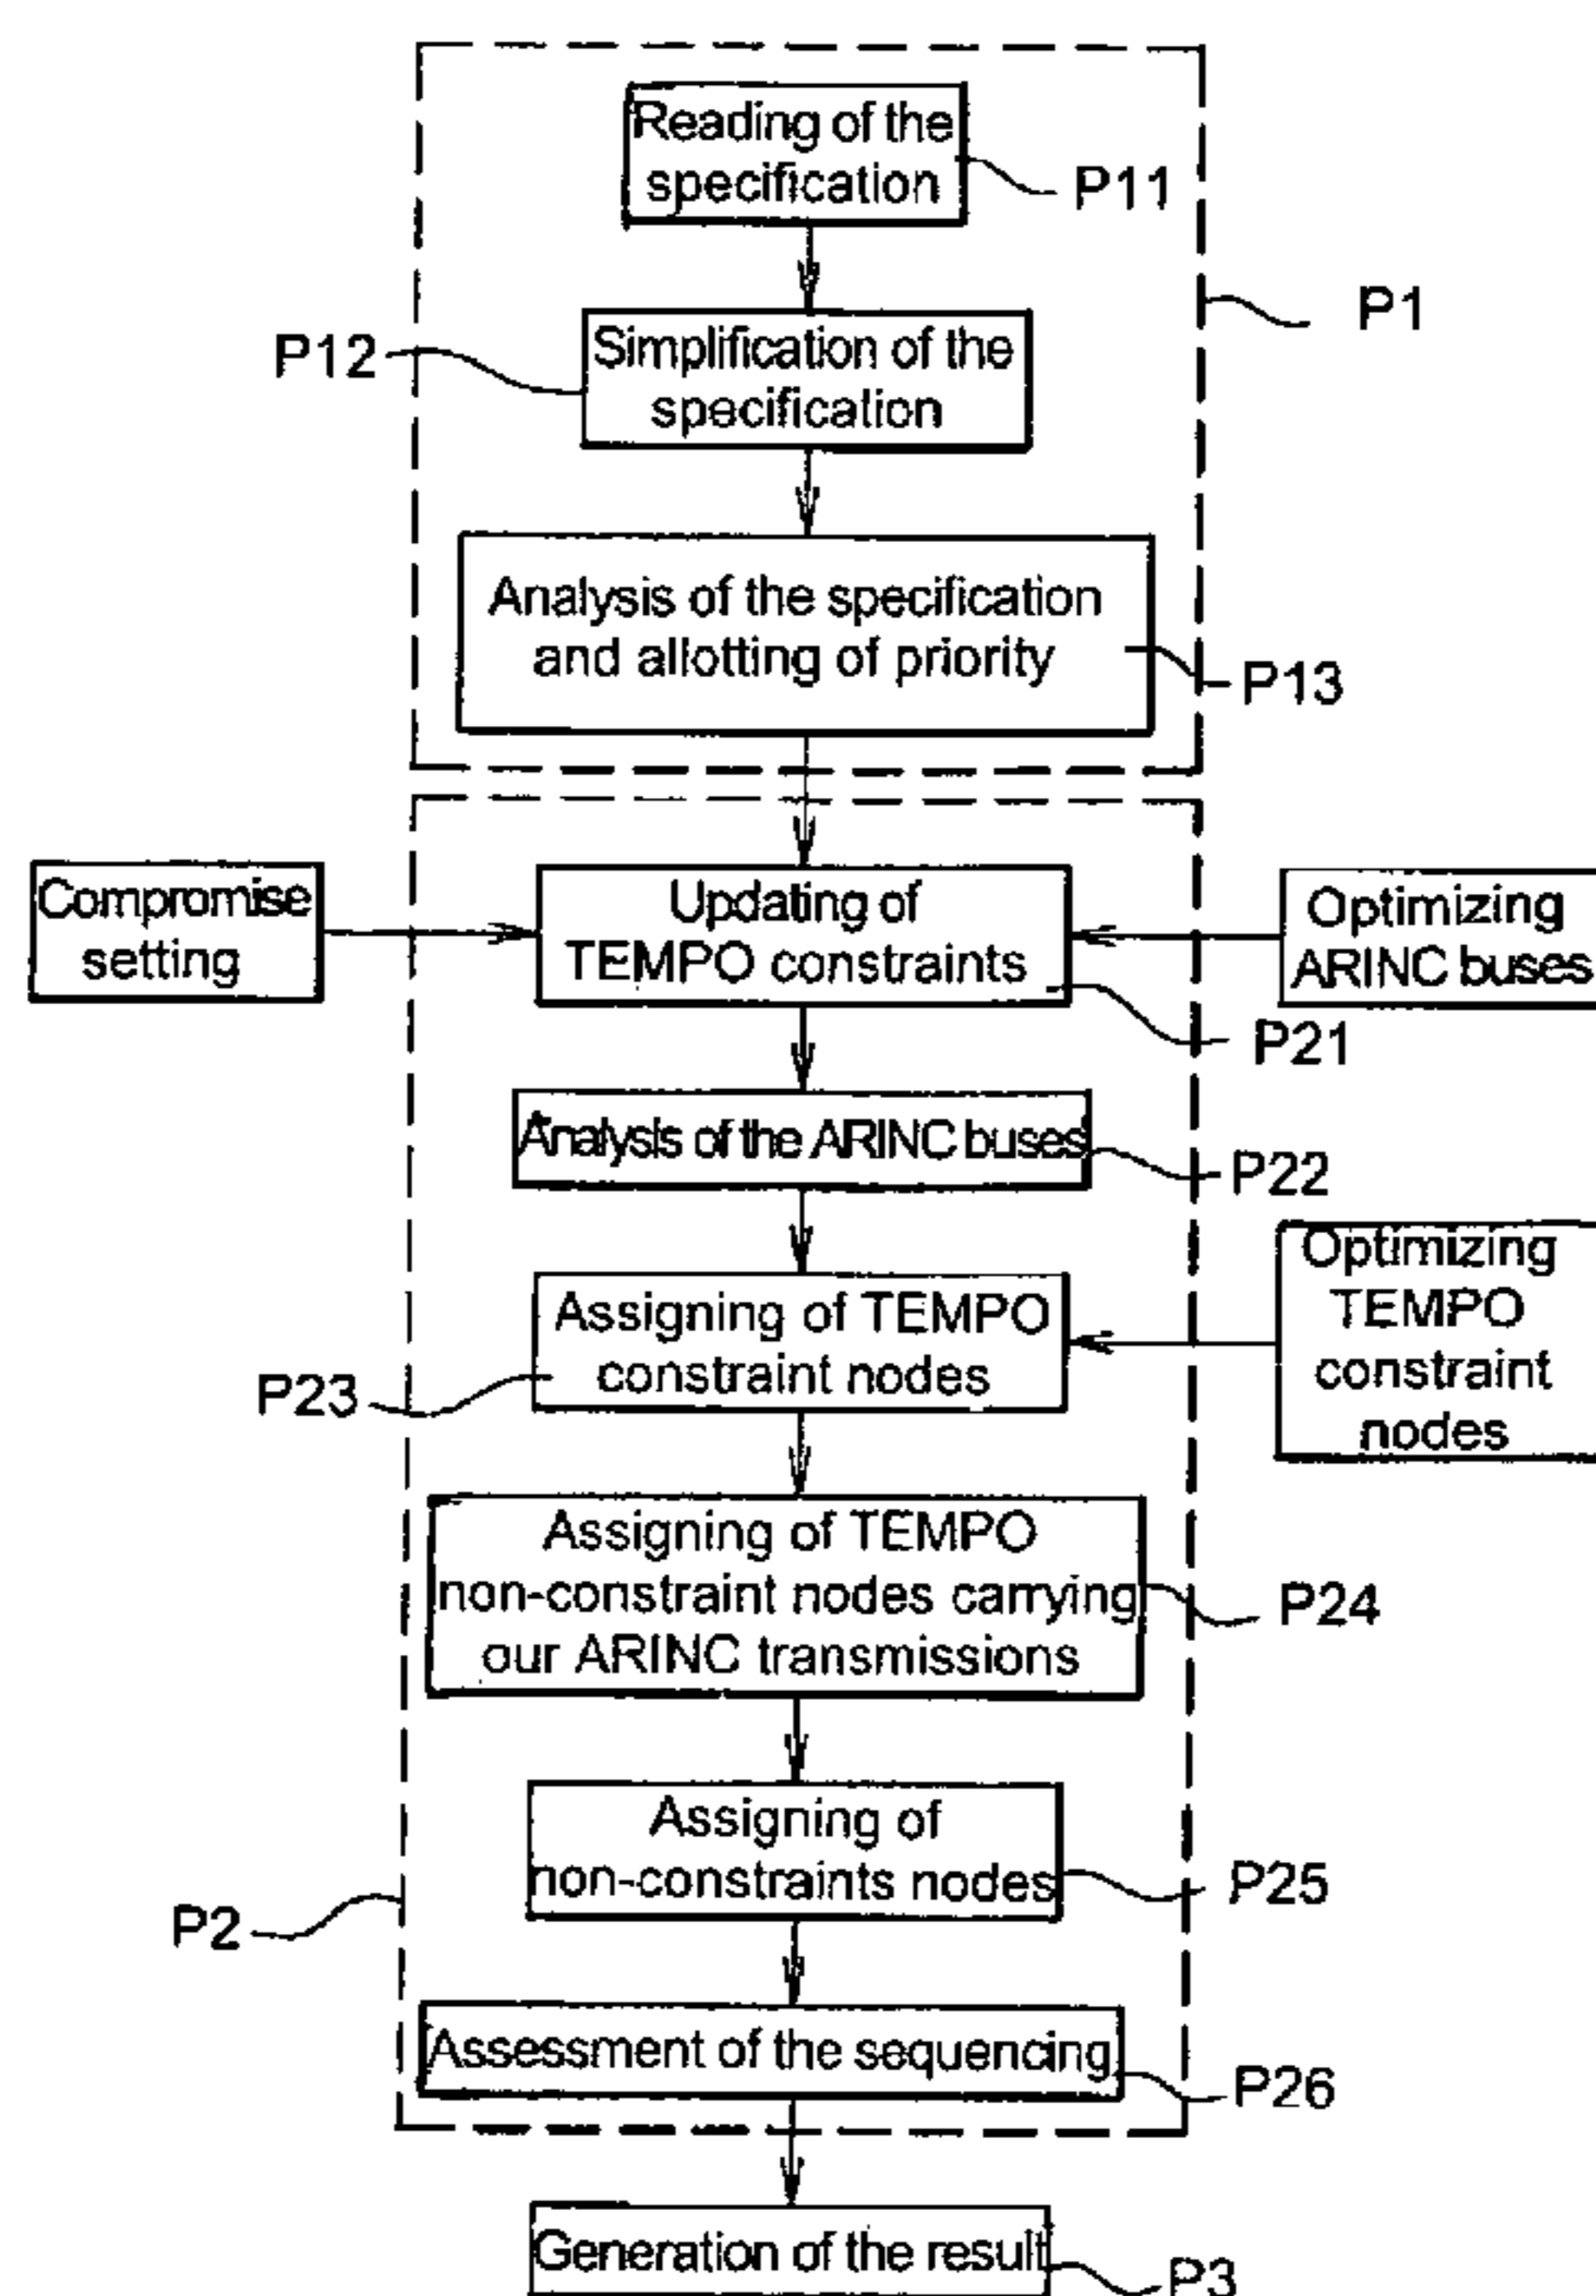 Reading of the
specification
P11
P1
P12
Simplification of the
specification
Analysis of the specification
and allotting of priority
P13
Compromise
setting
Updating of
TEMPO constraints
Optimizing
ARINC buses
P21
Analysis of the ARINC buses
P22
Assigning of TEMPO
constraint nodes
P23
Optimizing
TEMPO
constraint
nodes
Assigning of TEMPO
non-constraint nodes carrying
our ARINC transmissions
P24
Assigning of
non-constraints nodes
P25
P2
Assessment of the sequencing
P26
Generation of the result
P3